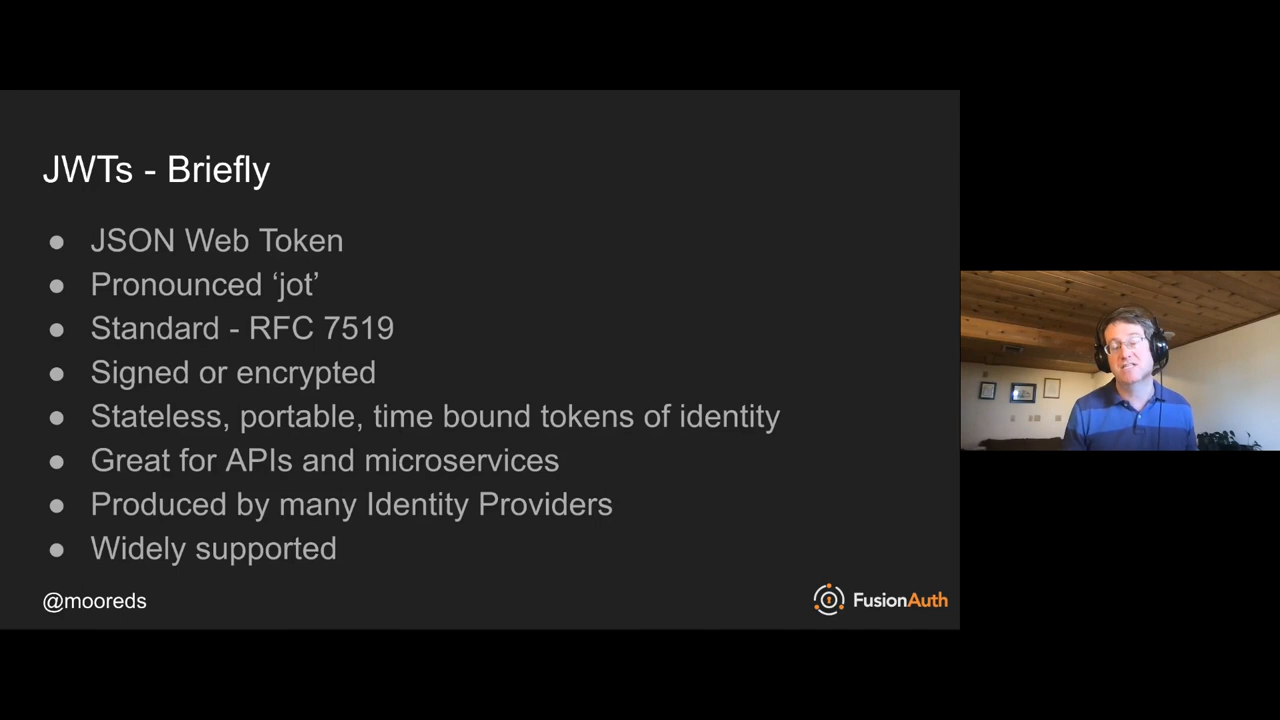 JWTs - Briefly
● JSON Web Token
● Pronounced ‘jot’
● Standard - RFC 7519
● Signed or encrypted
● Stateless, portable, time bound tokens of identity
● Great for APIs and microservices
● Produced by many Identity Providers
● Widely supported
@mooreds
FusionAuth